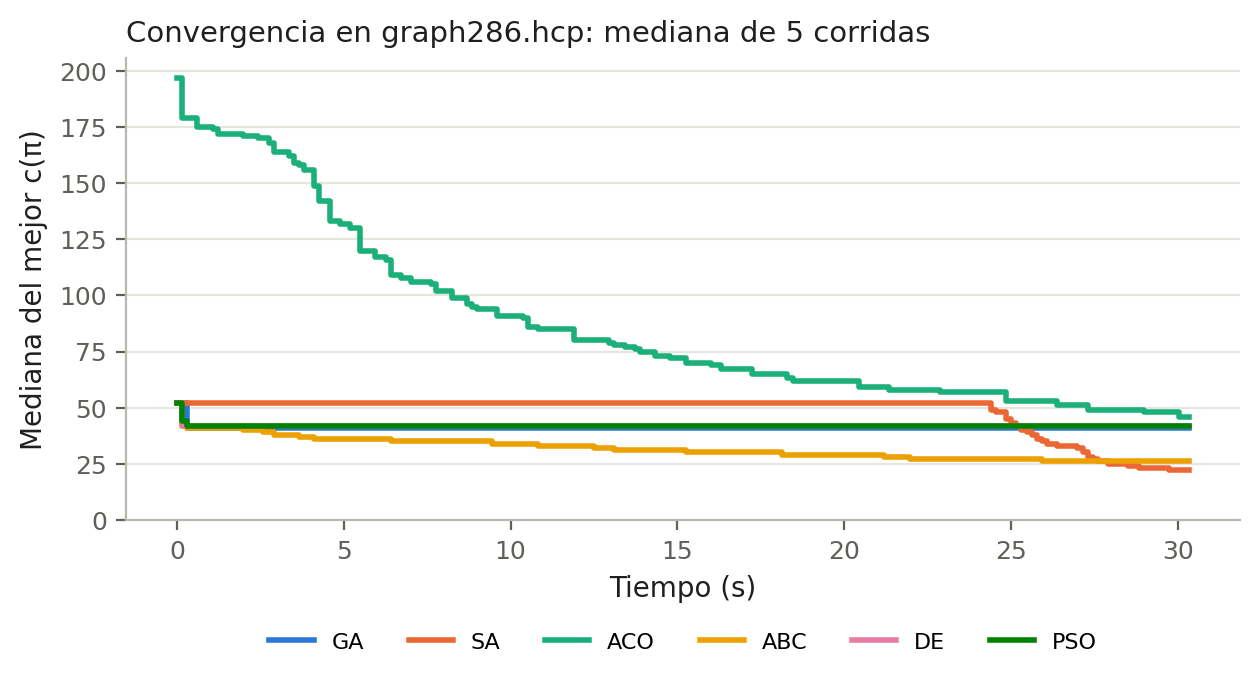 Convergencia en graph286.hcp: mediana de 5 corridas
Mediana del mejor c(π)
200
175
150
125
100
75
50
25
0
0 5 10 15 20 25 30
Tiempo (s)
GA SA ACO ABC DE PSO